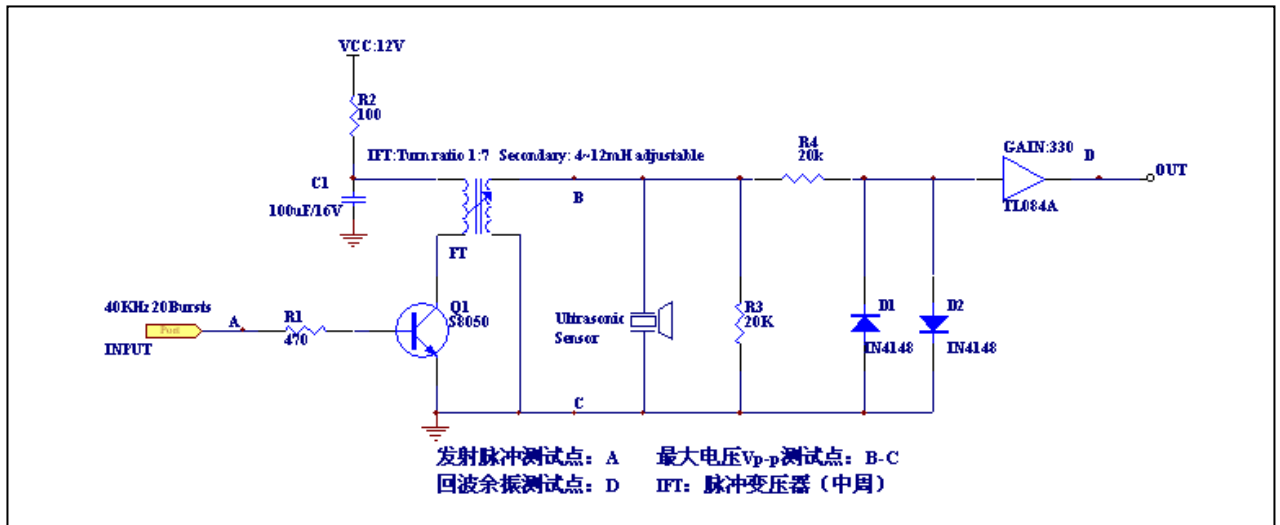 VCC:12V
R2
100
IFT:Turn ratio 1:7 Secondary: 4~12mH adjustable
R4
20k
GAIN:330
D
OUT
C1
100uF/16V
B
TL084A
FT
40KHz 20Bursts
A
R1
470
Port
INPUT
Q1
S8050
Ultrasonic
Sensor
R3
20K
D1
IN4148
D2
IN4148
C
发射脉冲测试点：A 最大电压Vp-p测试点：B-C
回波余振测试点：D IFT：脉冲变压器（中周）